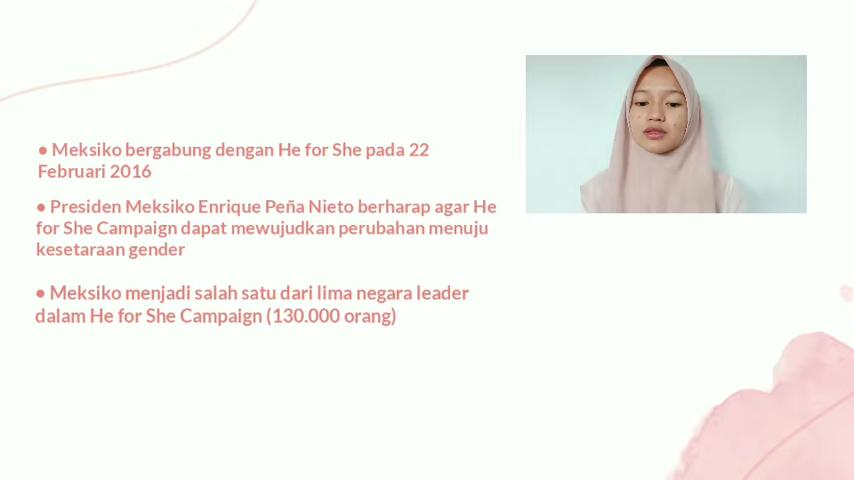 ● Meksiko bergabung dengan He for She pada 22
Februari 2016
● Presiden Meksiko Enrique Peña Nieto berharap agar He
for She Campaign dapat mewujudkan perubahan menuju
kesetaraan gender
● Meksiko menjadi salah satu dari lima negara leader
dalam He for She Campaign (130.000 orang)